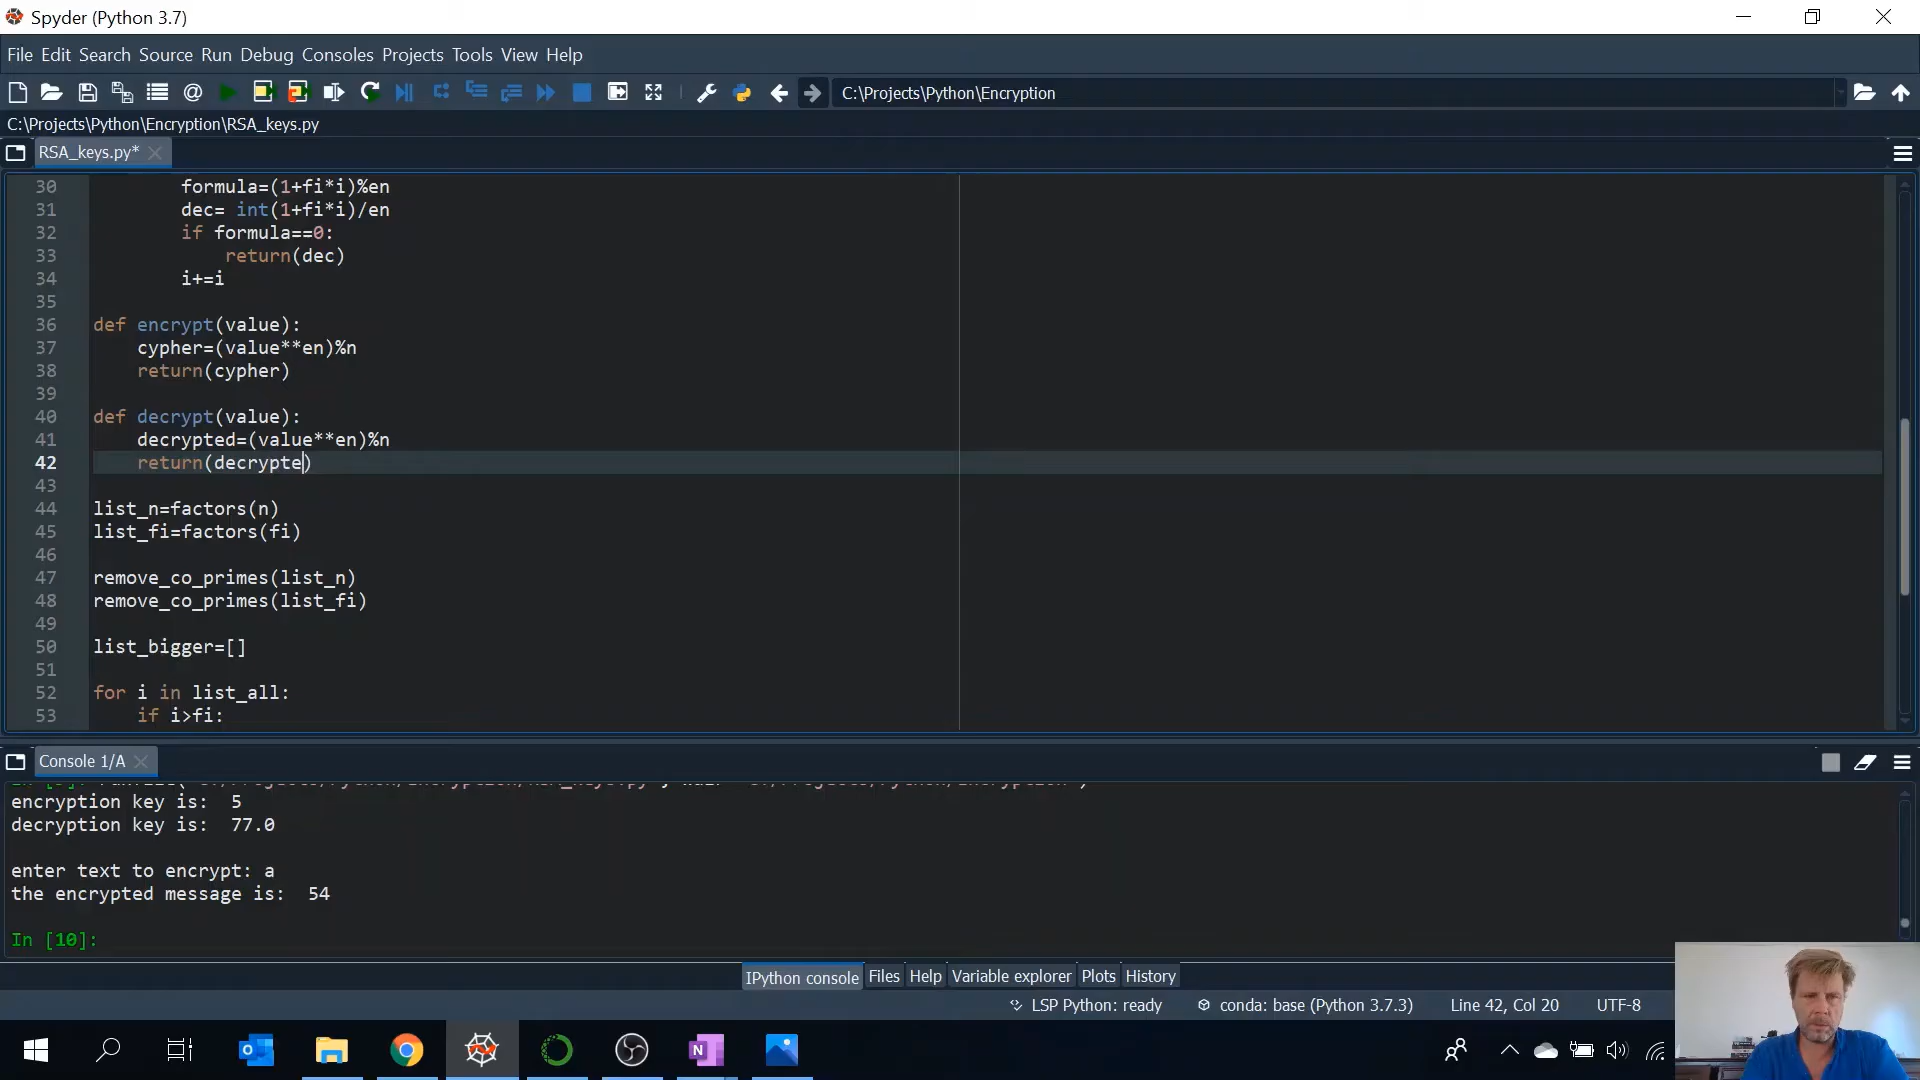 Spyder (Python 3.7)
File Edit Search Source Run Debug Consoles Projects Tools View Help
C:\Projects\Python\Encryption
C:\Projects\Python\Encryption\RSA_keys.py
RSA_keys.py*
30 formula=(1+fi*i)%en
31 dec= int(1+fi*i)/en
32 if formula==0:
33 return(dec)
34 i+=i
35
36 def encrypt(value):
37 cypher=(value**en)%n
38 return(cypher)
39
40 def decrypt(value):
41 decrypted=(value**en)%n
42 return(decrypte)
43
44 list_n=factors(n)
45 list_fi=factors(fi)
46
47 remove_co_primes(list_n)
48 remove_co_primes(list_fi)
49
50 list_bigger=[]
51
52 for i in list_all:
53 if i>fi:
Console 1/A
encryption key is:  5
decryption key is:  77.0
enter text to encrypt: a
the encrypted message is:  54
In [10]:
IPython console Files Help Variable explorer Plots History
LSP Python: ready conda: base (Python 3.7.3) Line 42, Col 20 UTF-8